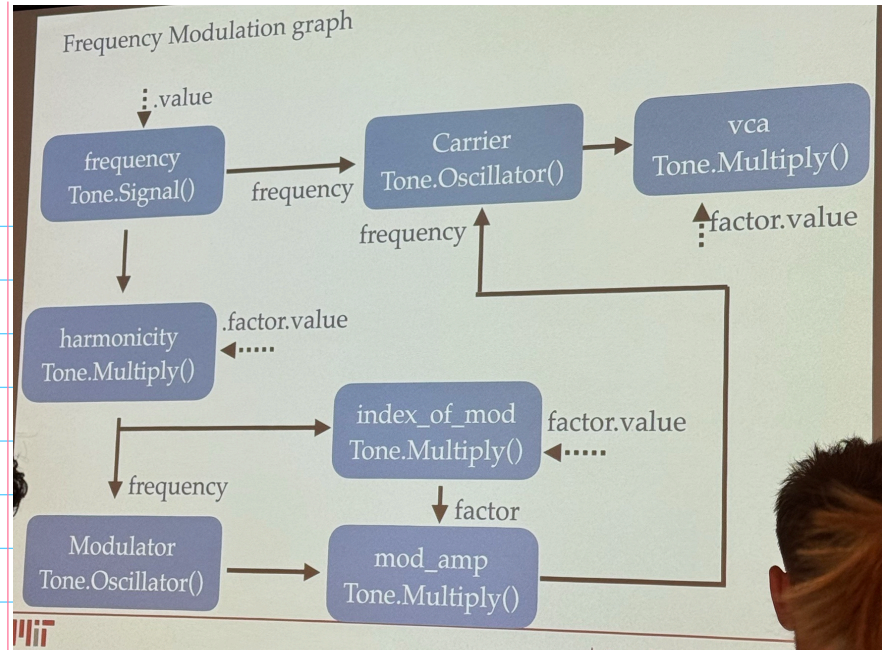 Frequency Modulation graph
.value
frequency
Tone.Signal()
frequency
Carrier
Tone.Oscillator()
vca
Tone.Multiply()
frequency
factor.value
harmonicity
Tone.Multiply()
.factor.value
index_of_mod
Tone.Multiply()
factor.value
frequency
factor
Modulator
Tone.Oscillator()
mod_amp
Tone.Multiply()
MIT